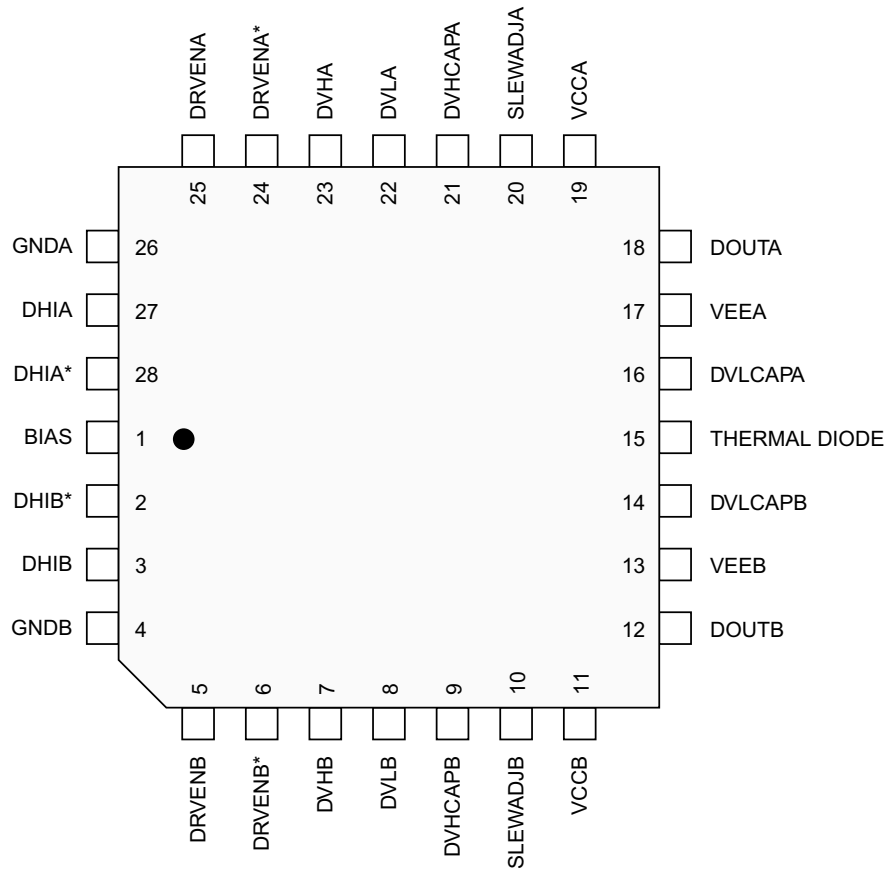 DRVENA
DRVENA*
DVHA
DVLA
DVHCAPA
SLEWADJA
VCCA
25
24
23
22
21
20
19
GNDA 26
18 DOUTA
DHIA 27
17 VEEA
DHIA* 28
16 DVLCAPA
BIAS 1
15 THERMAL DIODE
DHIB* 2
14 DVLCAPB
DHIB 3
13 VEEB
GNDB 4
12 DOUTB
5
6
7
8
9
10
11
DRVENB
DRVENB*
DVHB
DVLB
DVHCAPB
SLEWADJB
VCCB